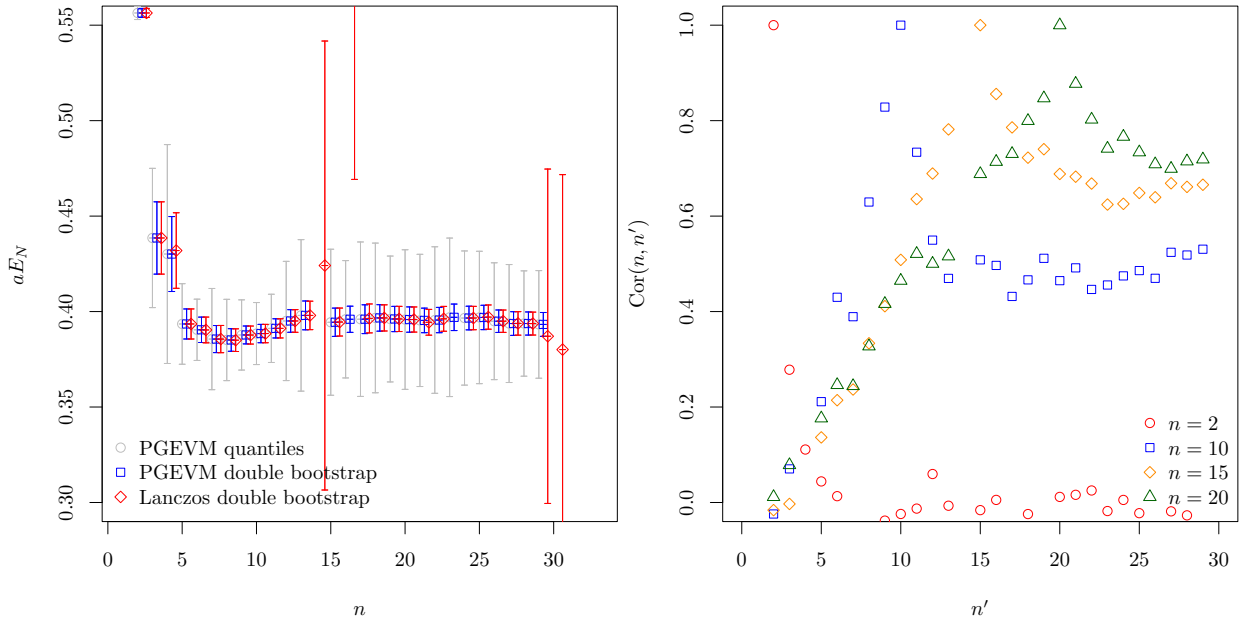 0.55
0.50
0.45
0.40
0.35
0.30
aE_N
0
5
10
15
20
25
30
n
PGEVM quantiles
PGEVM double bootstrap
Lanczos double bootstrap
1.0
0.8
0.6
0.4
0.2
0.0
Cor(n, n′)
0
5
10
15
20
25
30
n′
n = 2
n = 10
n = 15
n = 20